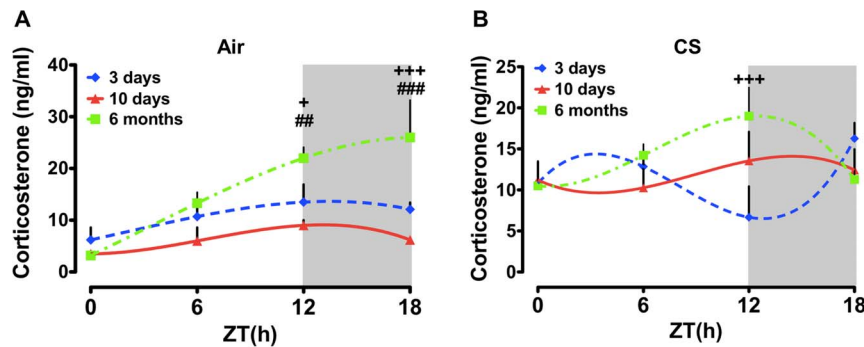 A
Air
Corticosterone (ng/ml)
40
30
20
10
0
3 days
10 days
6 months
+
##
+++
###
0
6
12
18
ZT(h)
B
CS
Corticosterone (ng/ml)
25
20
15
10
5
0
3 days
10 days
6 months
+++
0
6
12
18
ZT(h)